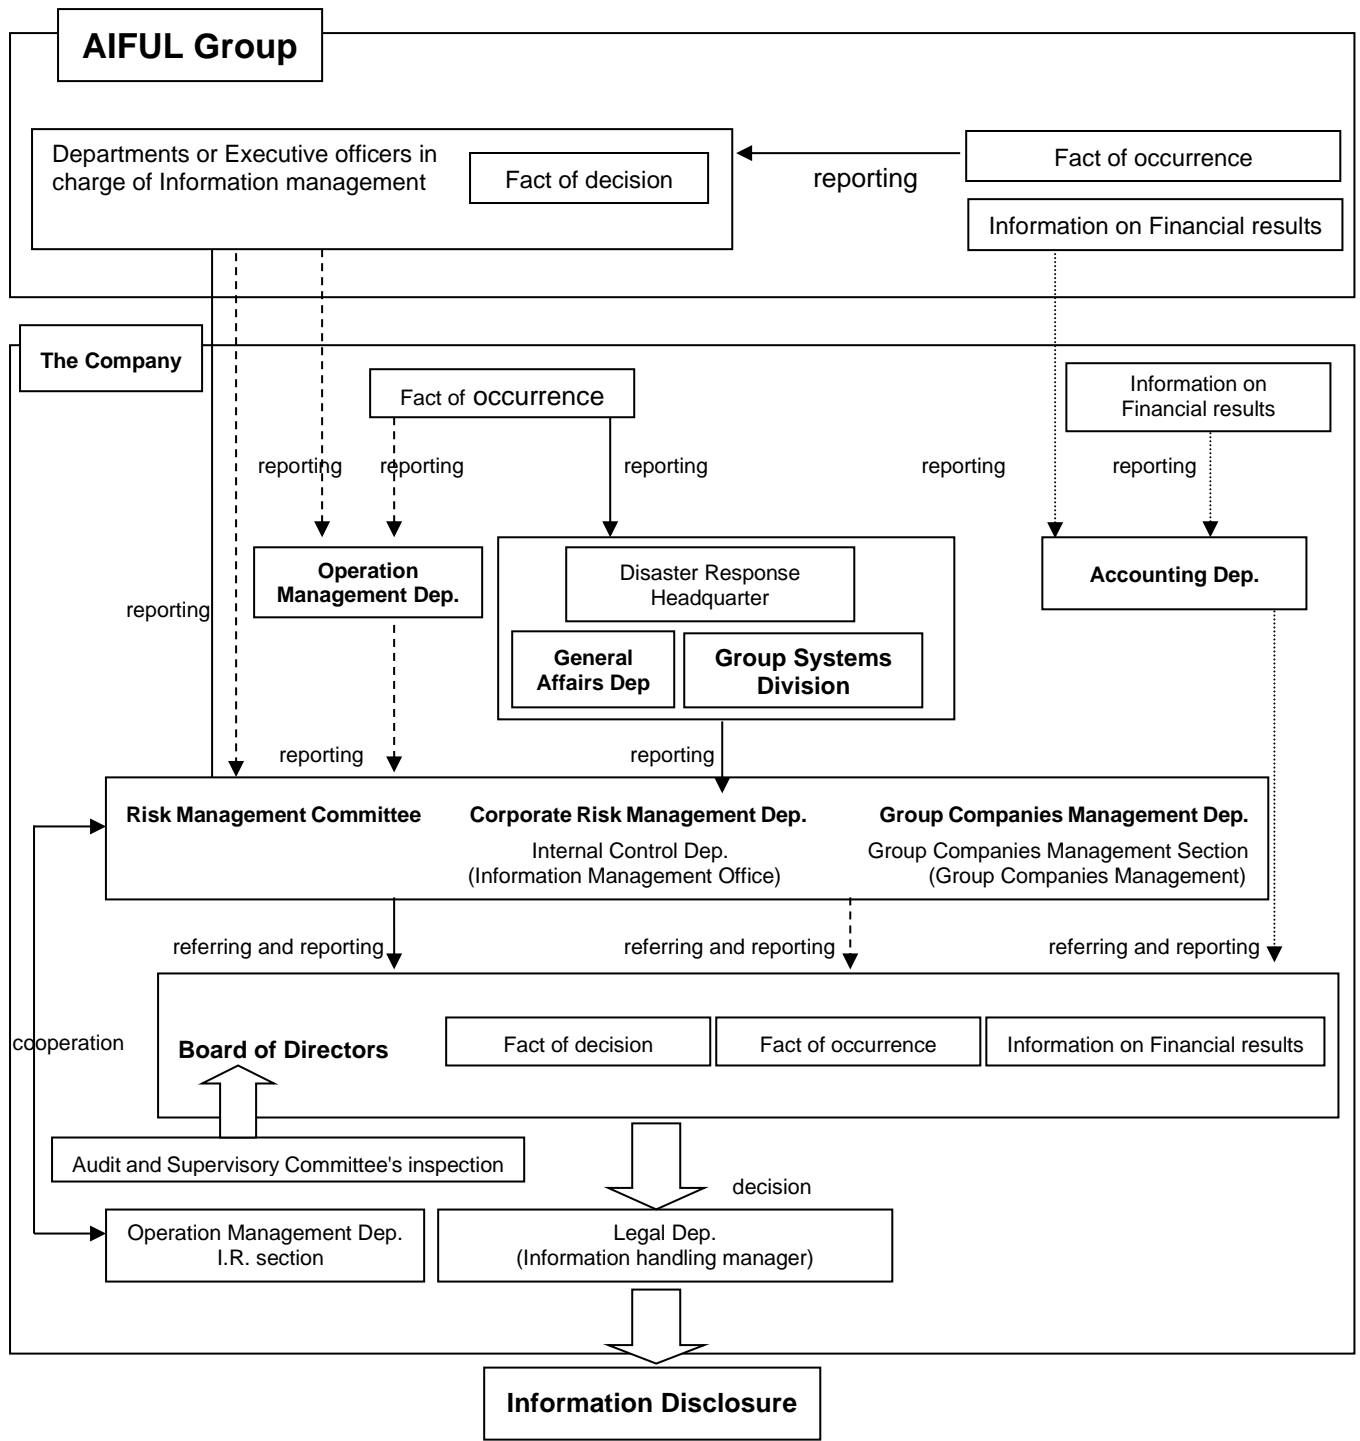 AIFUL Group
Departments or Executive officers in
charge of Information management
Fact of decision
reporting
Fact of occurrence
Information on Financial results
The Company
Fact of occurrence
Information on
Financial results
reporting
reporting
reporting
reporting
reporting
Operation
Management Dep.
Disaster Response
Headquarter
Accounting Dep.
reporting
General
Affairs Dep
Group Systems
Division
reporting
reporting
Risk Management Committee
Corporate Risk Management Dep.
Group Companies Management Dep.
Internal Control Dep.
(Information Management Office)
Group Companies Management Section
(Group Companies Management)
referring and reporting
referring and reporting
referring and reporting
cooperation
Board of Directors
Fact of decision
Fact of occurrence
Information on Financial results
Audit and Supervisory Committee's inspection
decision
Operation Management Dep.
I.R. section
Legal Dep.
(Information handling manager)
Information Disclosure